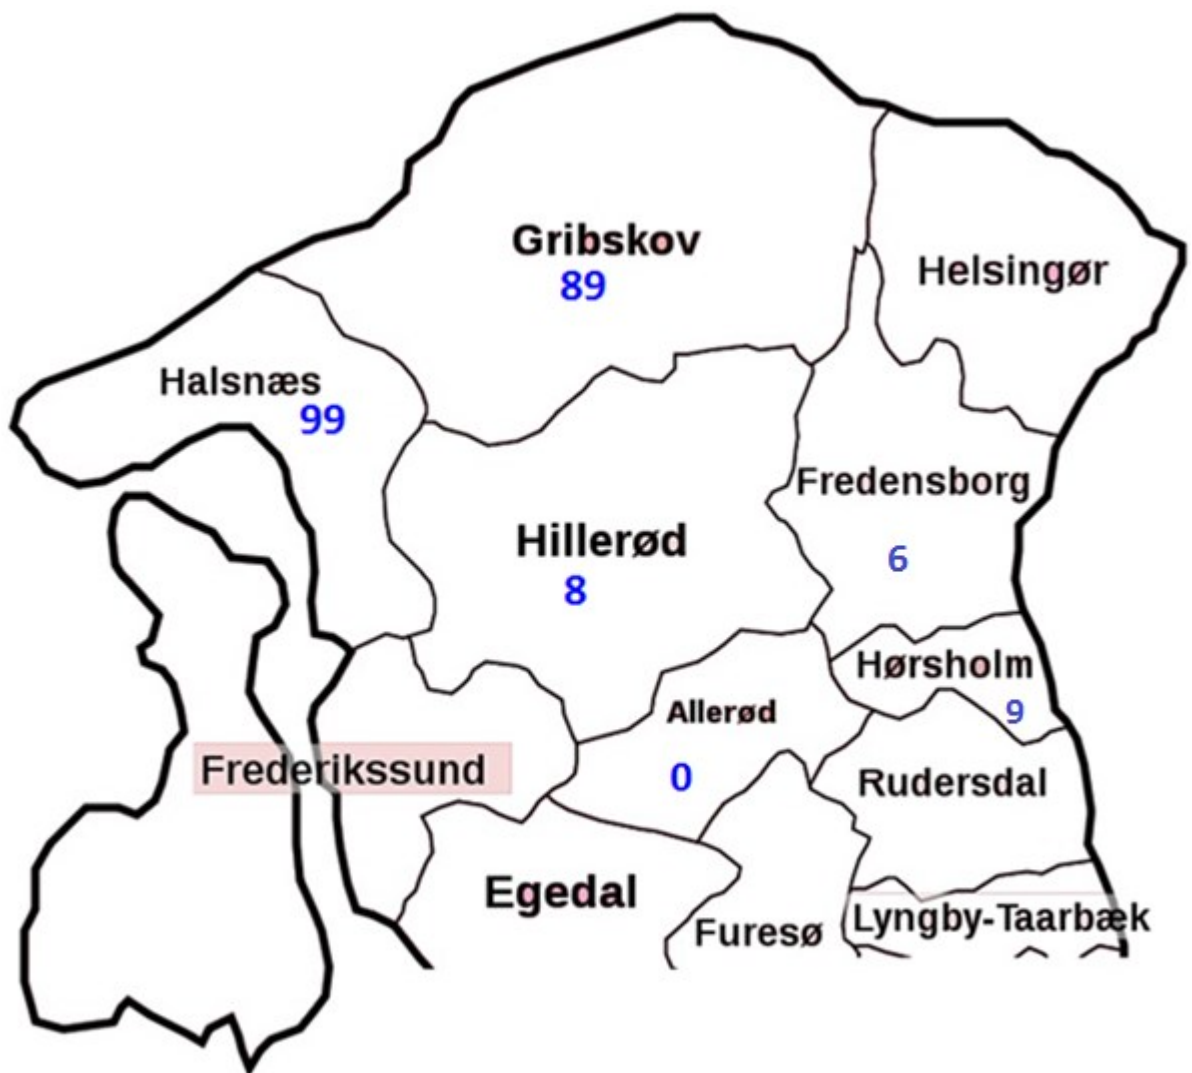 Gribskov
89
Helsingør
Halsnæs
99
Fredensborg
6
Hillerød
8
Hørsholm
9
Allerød
0
Frederikssund
Rudersdal
Egedal
Furesø
Lyngby-Taarbæk